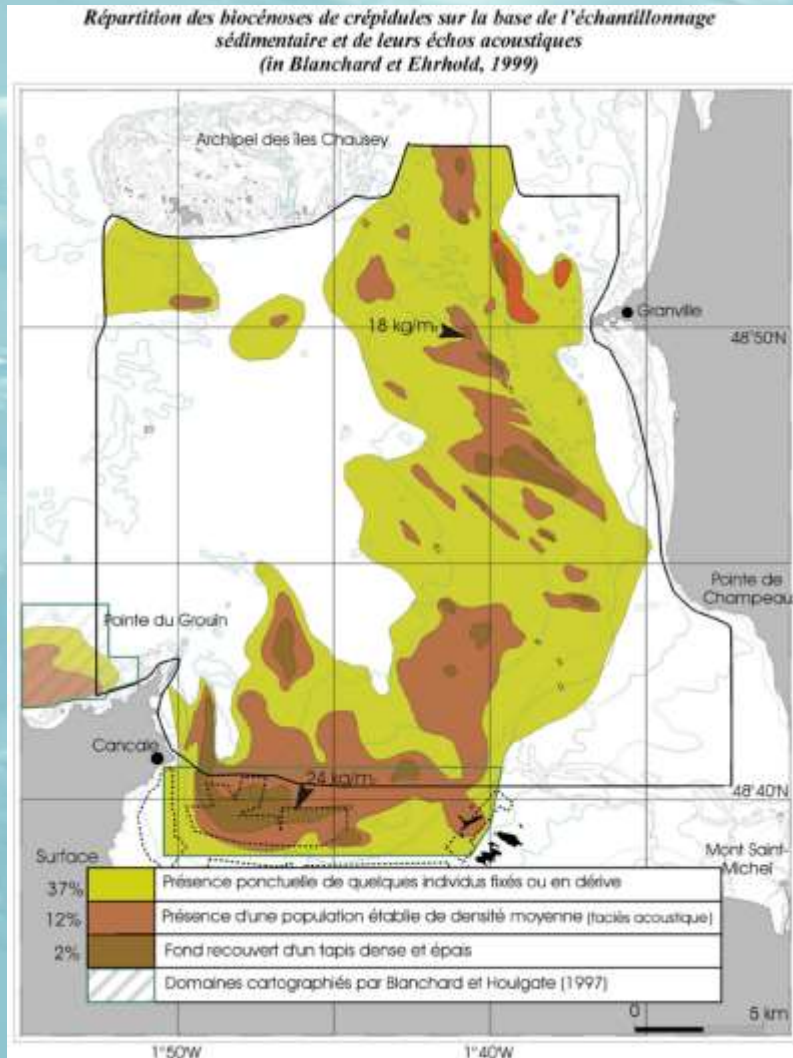 Répartition des biocénoses de crépidules sur la base de l'échantillonnage
sédimentaire et de leurs échos acoustiques
(in Blanchard et Ehrhold, 1999)
Archipel des îles Chausey
Granville
18 kg/m
48°50'N
Pointe de
Champeau
Pointe du Grouin
Cancale
24 kg/m
48°40'N
Mont Saint-
Michel
Surface
37% Présence ponctuelle de quelques individus fixés ou en dérive
12% Présence d'une population établie de densité moyenne (faciès acoustique)
2% Fond recouvert d'un tapis dense et épais
Domaines cartographiés par Blanchard et Houlgate (1997)
0 5 km
1°50'W 1°40'W